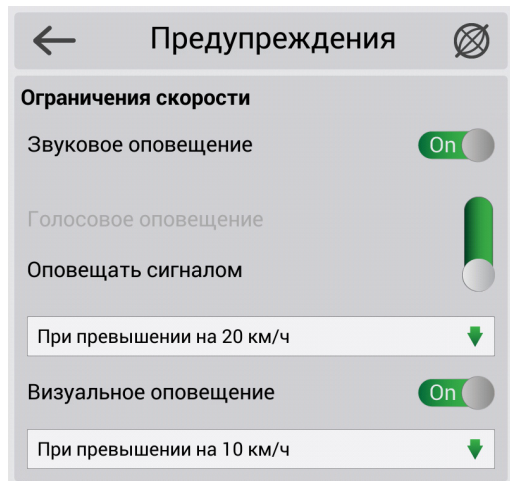 Предупреждения
Ограничения скорости
Звуковое оповещение On
Голосовое оповещение
Оповещать сигналом
При превышении на 20 км/ч
Визуальное оповещение On
При превышении на 10 км/ч